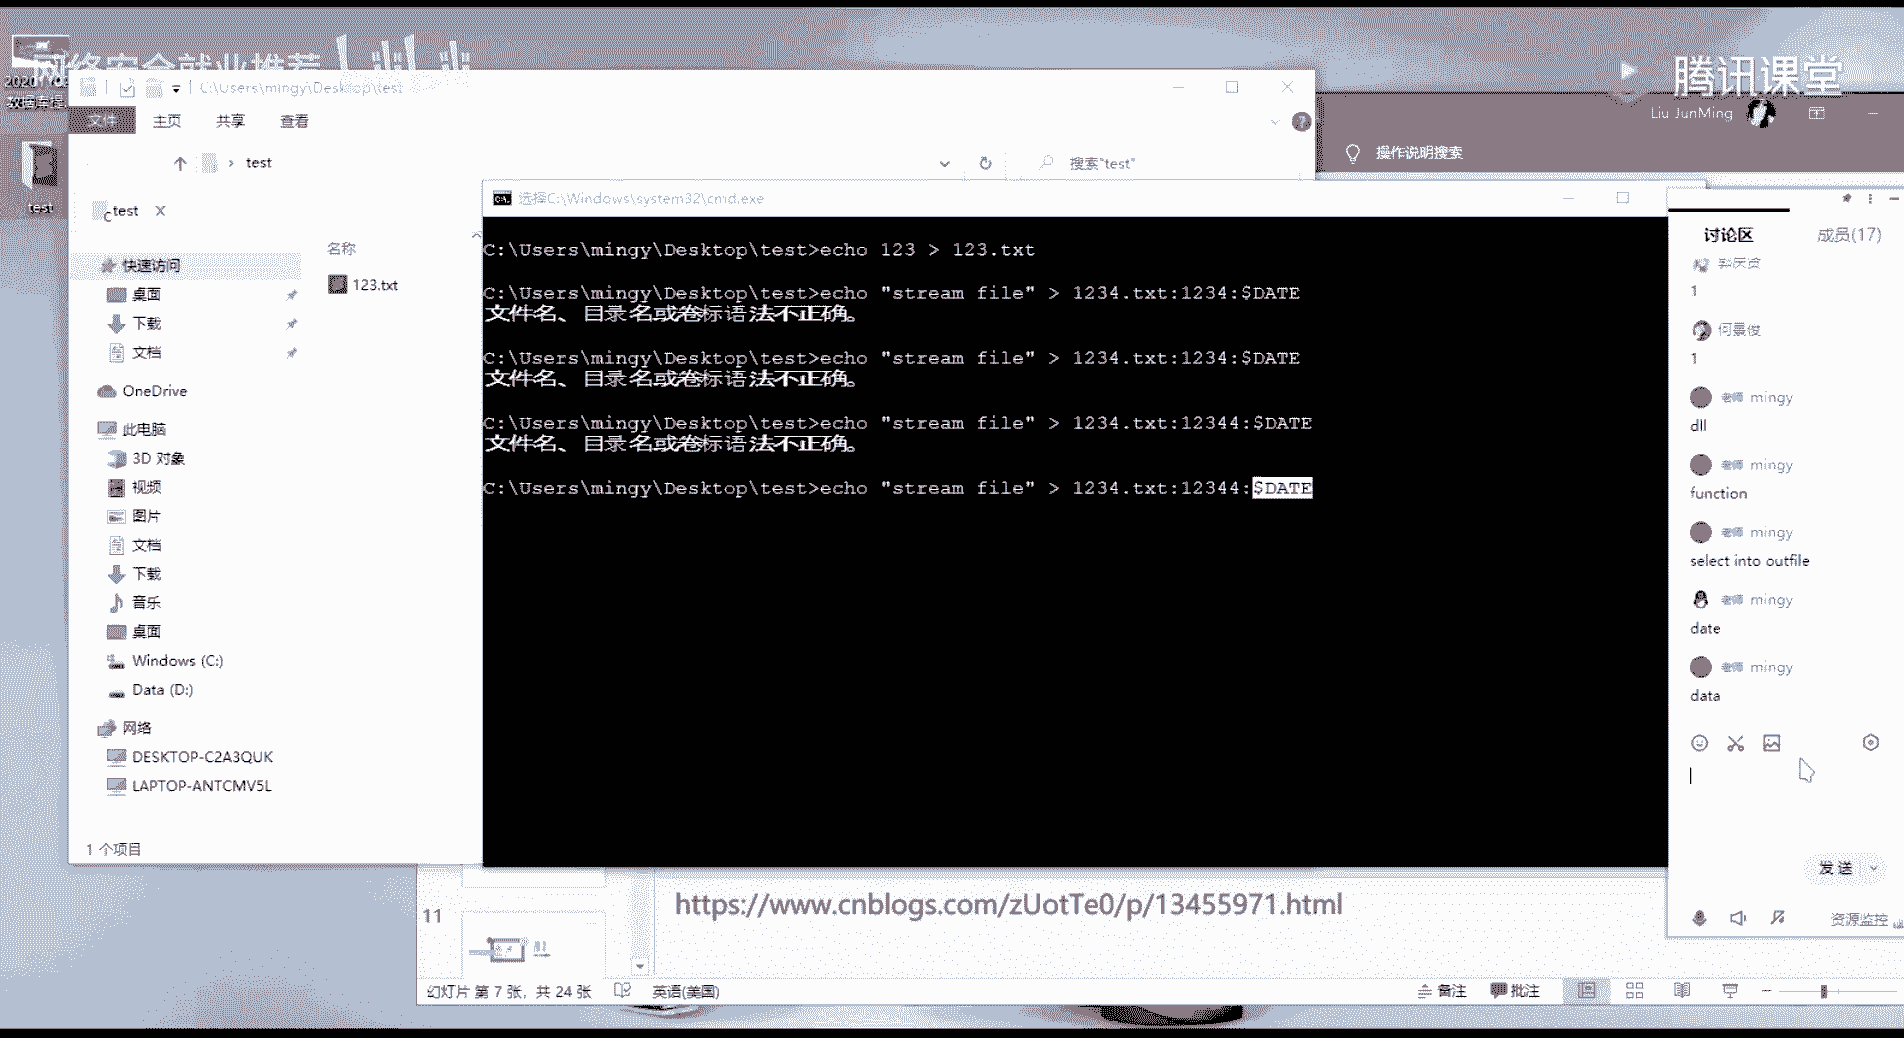 网络安全就业推荐
腾讯课堂
test
C:\Users\mingy\Desktop\test
文件
主页
共享
查看
test
搜索"test"
test
快速访问
桌面
下载
文档
OneDrive
此电脑
3D 对象
视频
图片
文档
下载
音乐
桌面
Windows (C:)
Data (D:)
网络
DESKTOP-C2A3QUK
LAPTOP-ANTCMV5L
1 个项目
名称
123.txt
选择C:\Windows\system32\cmd.exe
C:\Users\mingy\Desktop\test>echo 123 > 123.txt
C:\Users\mingy\Desktop\test>echo "stream file" > 1234.txt:1234:$DATE
文件名、目录名或卷标语法不正确。
C:\Users\mingy\Desktop\test>echo "stream file" > 1234.txt:1234:$DATE
文件名、目录名或卷标语法不正确。
C:\Users\mingy\Desktop\test>echo "stream file" > 1234.txt:12344:$DATE
文件名、目录名或卷标语法不正确。
C:\Users\mingy\Desktop\test>echo "stream file" > 1234.txt:12344:$DATE
Liu JunMing
操作说明搜索
讨论区
成员(17)
1
何景俊
1
老师 mingy
dll
老师 mingy
function
老师 mingy
select into outfile
老师 mingy
date
老师 mingy
data
发送
资源监控
11
https://www.cnblogs.com/zUotTe0/p/13455971.html
幻灯片 第 7 张，共 24 张
英语(美国)
备注
批注